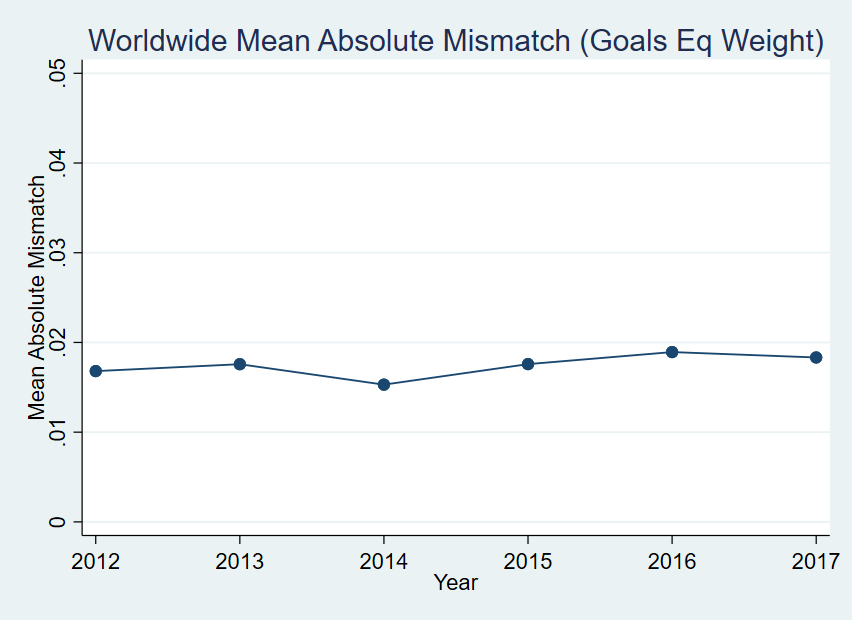 Worldwide Mean Absolute Mismatch (Goals Eq Weight)
Mean Absolute Mismatch
.05
.04
.03
.02
.01
0
2012 2013 2014 2015 2016 2017
Year